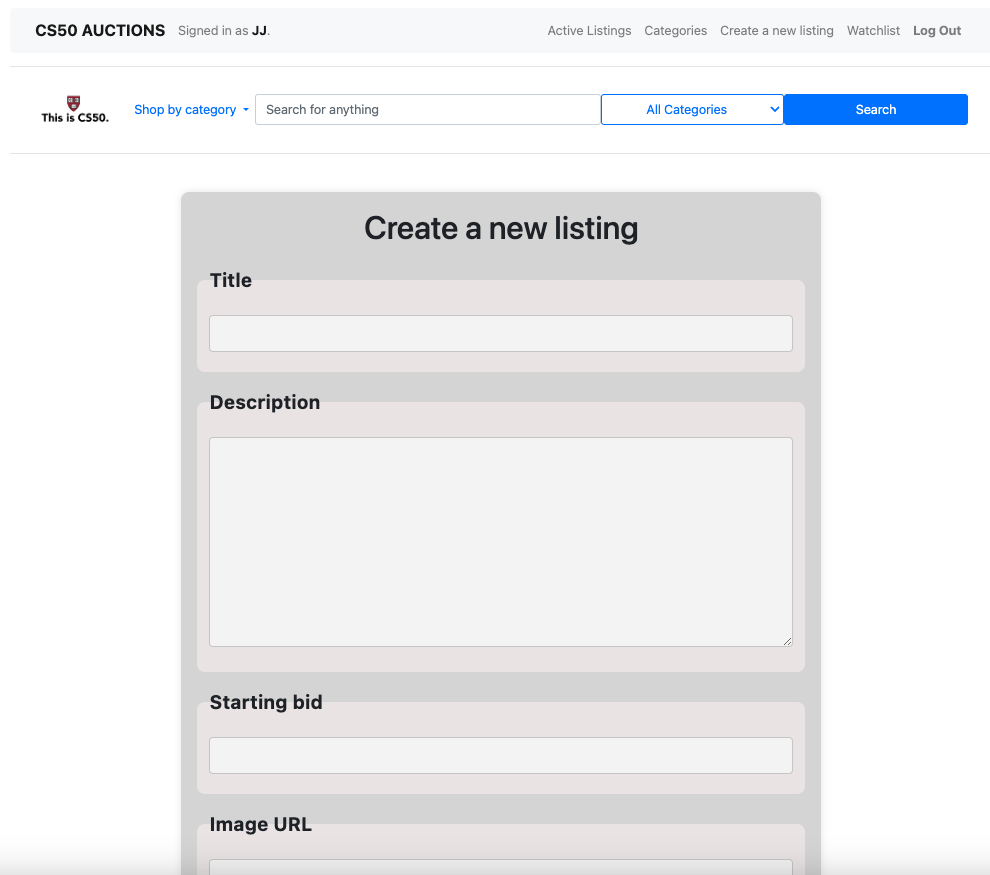 CS50 AUCTIONS Signed in as JJ. Active Listings Categories Create a new listing Watchlist Log Out
This is CS50. Shop by category Search for anything All Categories Search
Create a new listing
Title
Description
Starting bid
Image URL